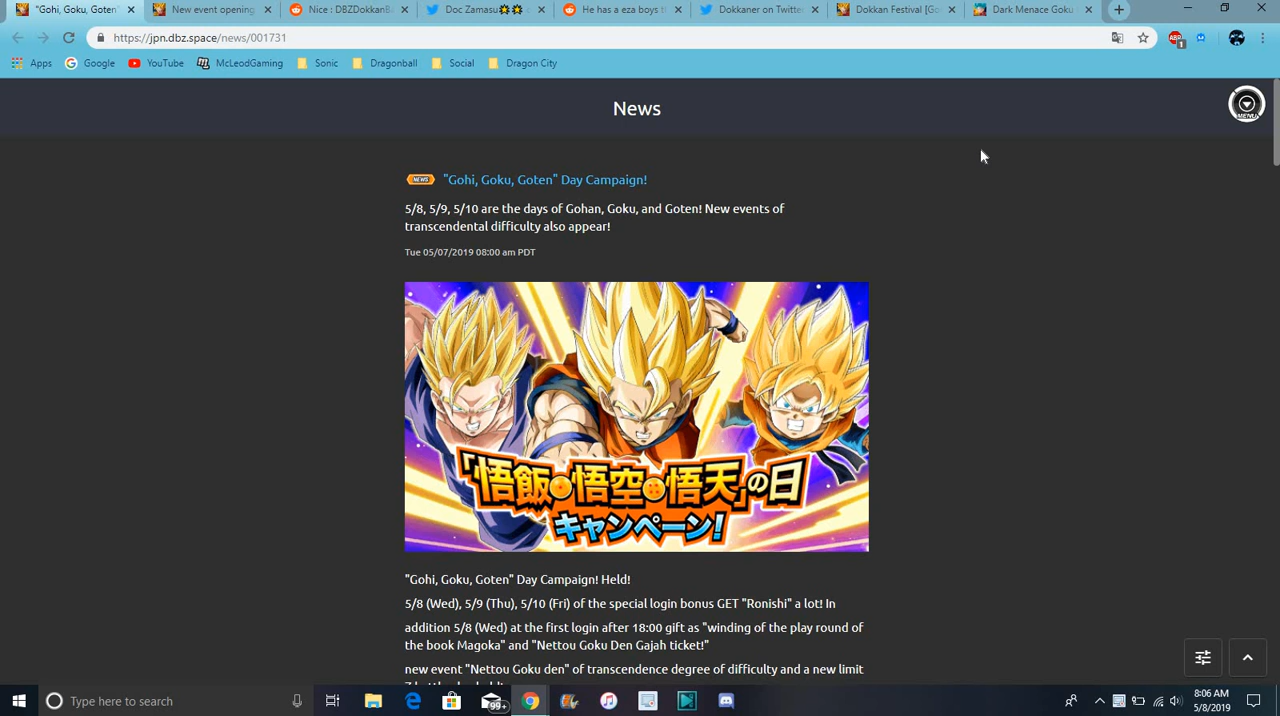 "Gohi, Goku, Goten"
New event opening
Nice : DBZDokkanBa
Doc Zamasu
He has a eza boys t
Dokkaner on Twitter
Dokkan Festival [Go
Dark Menace Goku
https://jpn.dbz.space/news/001731
ABP
1
Apps
Google
YouTube
McLeodGaming
Sonic
Dragonball
Social
Dragon City
News
MENU
NEWS
"Gohi, Goku, Goten" Day Campaign!
5/8, 5/9, 5/10 are the days of Gohan, Goku, and Goten! New events of
transcendental difficulty also appear!
Tue 05/07/2019 08:00 am PDT
「悟飯・悟空・悟天」の日
キャンペーン!
"Gohi, Goku, Goten" Day Campaign! Held!
5/8 (Wed), 5/9 (Thu), 5/10 (Fri) of the special login bonus GET "Ronishi" a lot! In
addition 5/8 (Wed) at the first login after 18:00 gift as "winding of the play round of
the book Magoka" and "Nettou Goku Den Gajah ticket!"
new event "Nettou Goku den" of transcendence degree of difficulty and a new limit
Type here to search
99+
8:06 AM
5/8/2019